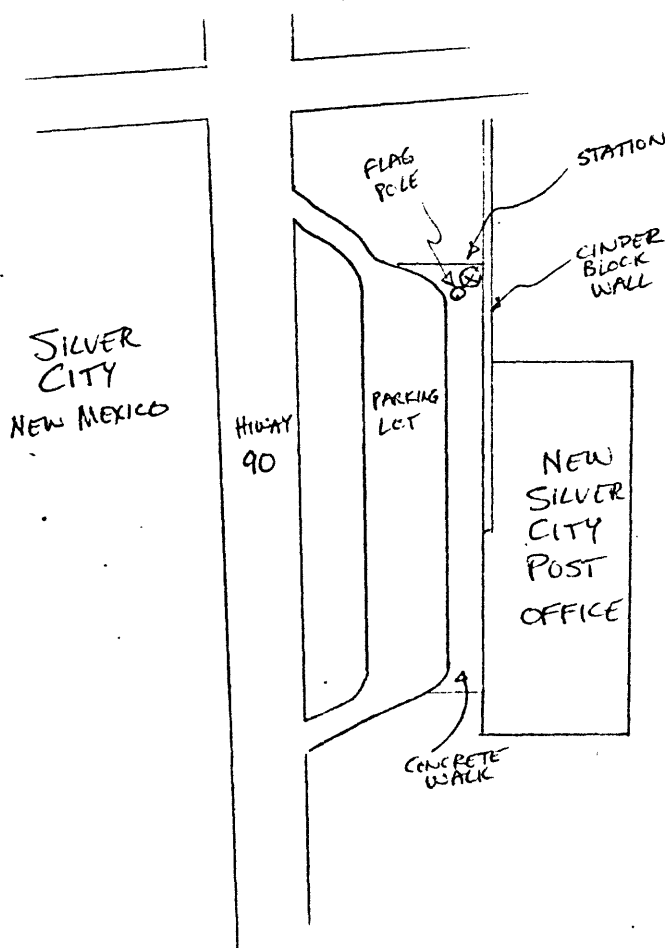 FLAG
POLE
STATION
CINDER
BLOCK
WALL
SILVER
CITY
NEW MEXICO
HIWAY
90
PARKING
LOT
NEW
SILVER
CITY
POST
OFFICE
CONCRETE
WALK